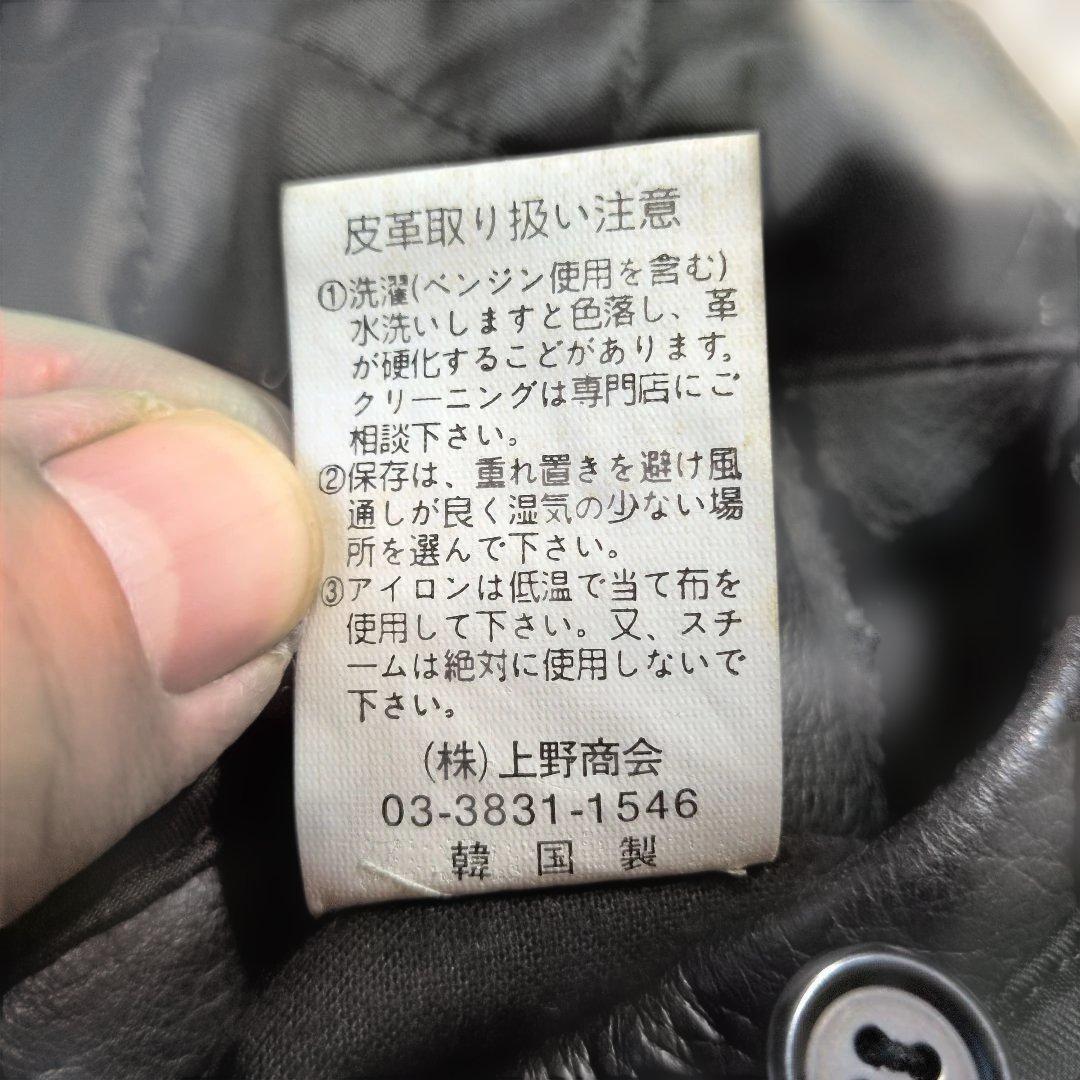 皮革取り扱い注意
①洗濯(ベンジン使用を含む)
水洗いしますと色落し、革
が硬化することがあります。
クリーニングは専門店にご
相談下さい。
②保存は、重れ置きを避け風
通しが良く湿気の少ない場
所を選んで下さい。
③アイロンは低温で当て布を
使用して下さい。又、スチ
ームは絶対に使用しないで
下さい。
(株)上野商会
03-3831-1546
韓 国 製